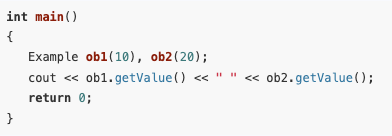 int main()
{
   Example ob1(10), ob2(20);
   cout << ob1.getValue() << " " << ob2.getValue();
   return 0;
}